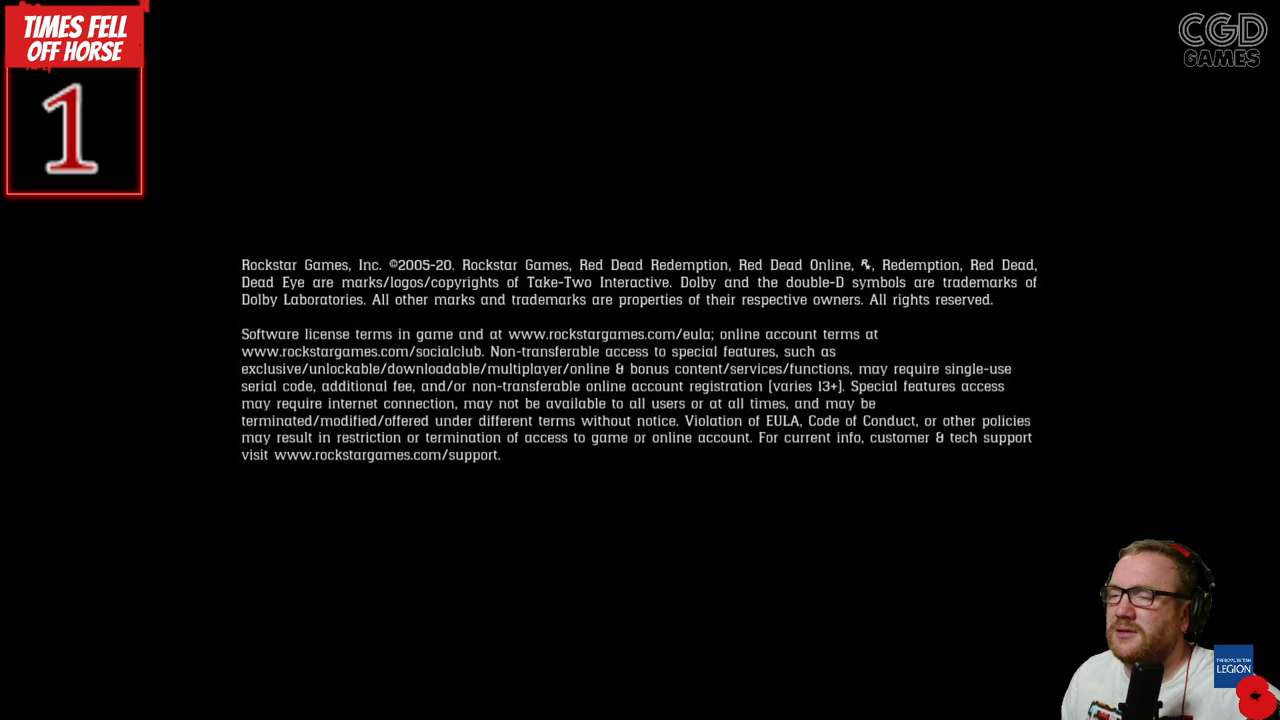 TIMES FELL
OFF HORSE
1
CGD
GAMES
Rockstar Games, Inc. ©2005-20. Rockstar Games, Red Dead Redemption, Red Dead Online, R*, Redemption, Red Dead,
Dead Eye are marks/logos/copyrights of Take-Two Interactive. Dolby and the double-D symbols are trademarks of
Dolby Laboratories. All other marks and trademarks are properties of their respective owners. All rights reserved.
Software license terms in game and at www.rockstargames.com/eula; online account terms at
www.rockstargames.com/socialclub. Non-transferable access to special features, such as
exclusive/unlockable/downloadable/multiplayer/online & bonus content/services/functions, may require single-use
serial code, additional fee, and/or non-transferable online account registration (varies 13+). Special features access
may require internet connection, may not be available to all users or at all times, and may be
terminated/modified/offered under different terms without notice. Violation of EULA, Code of Conduct, or other policies
may result in restriction or termination of access to game or online account. For current info, customer & tech support
visit www.rockstargames.com/support.
THE ROYAL BRITISH
LEGION